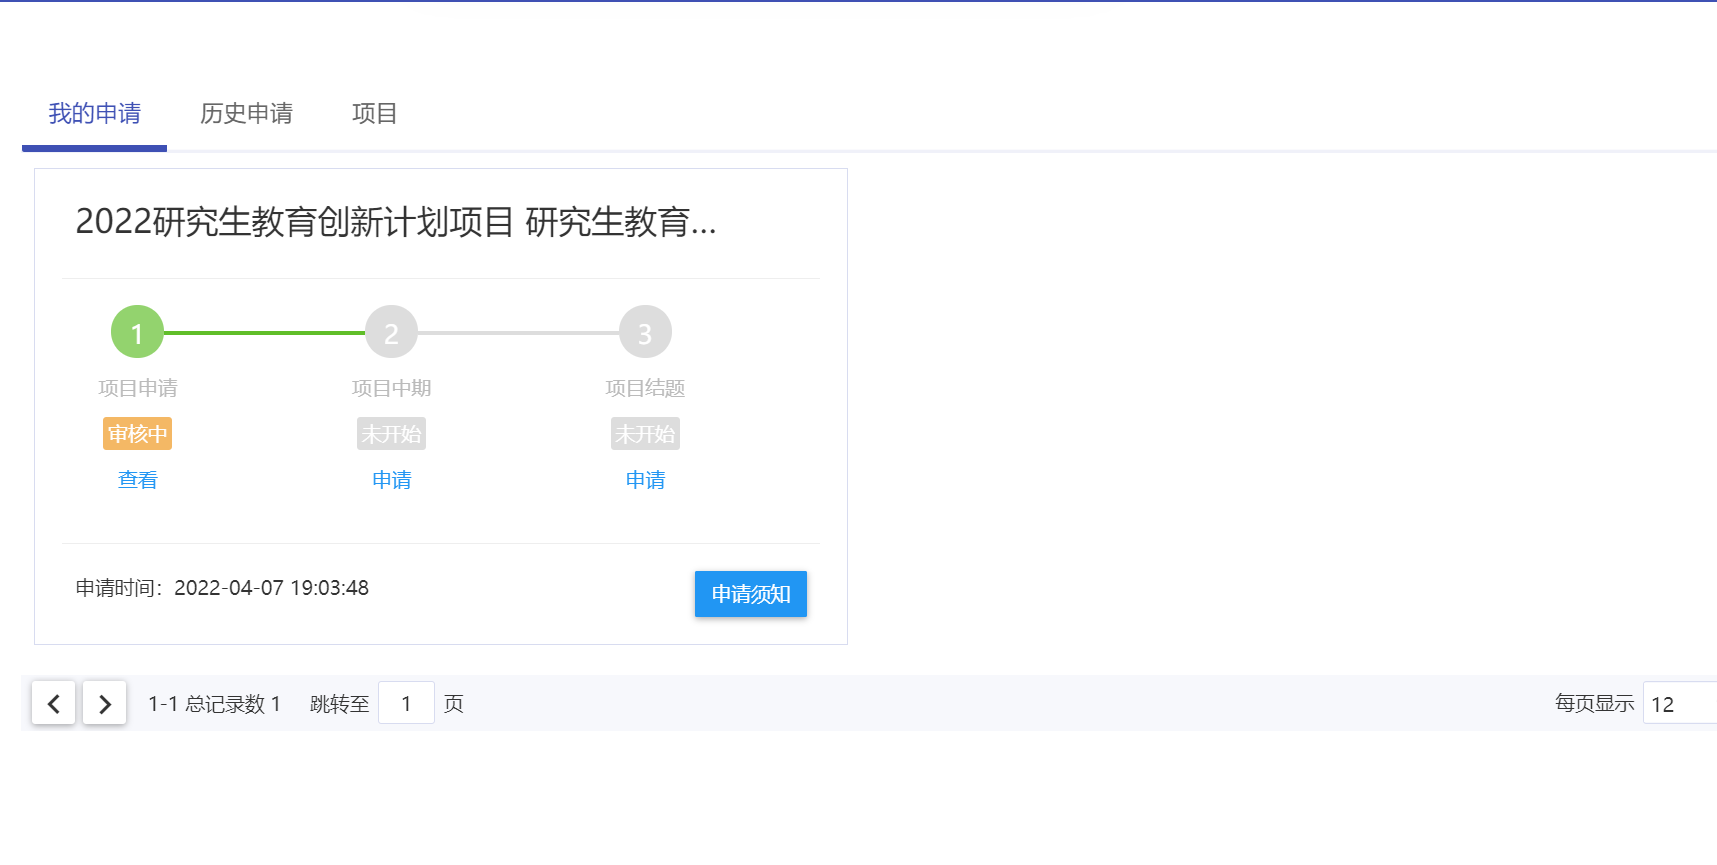 我的申请 历史申请 项目
2022研究生教育创新计划项目 研究生教育...
1 2 3
项目申请 项目中期 项目结题
审核中 未开始 未开始
查看 申请 申请
申请时间：2022-04-07 19:03:48 申请须知
1-1 总记录数 1 跳转至 1 页 每页显示 12